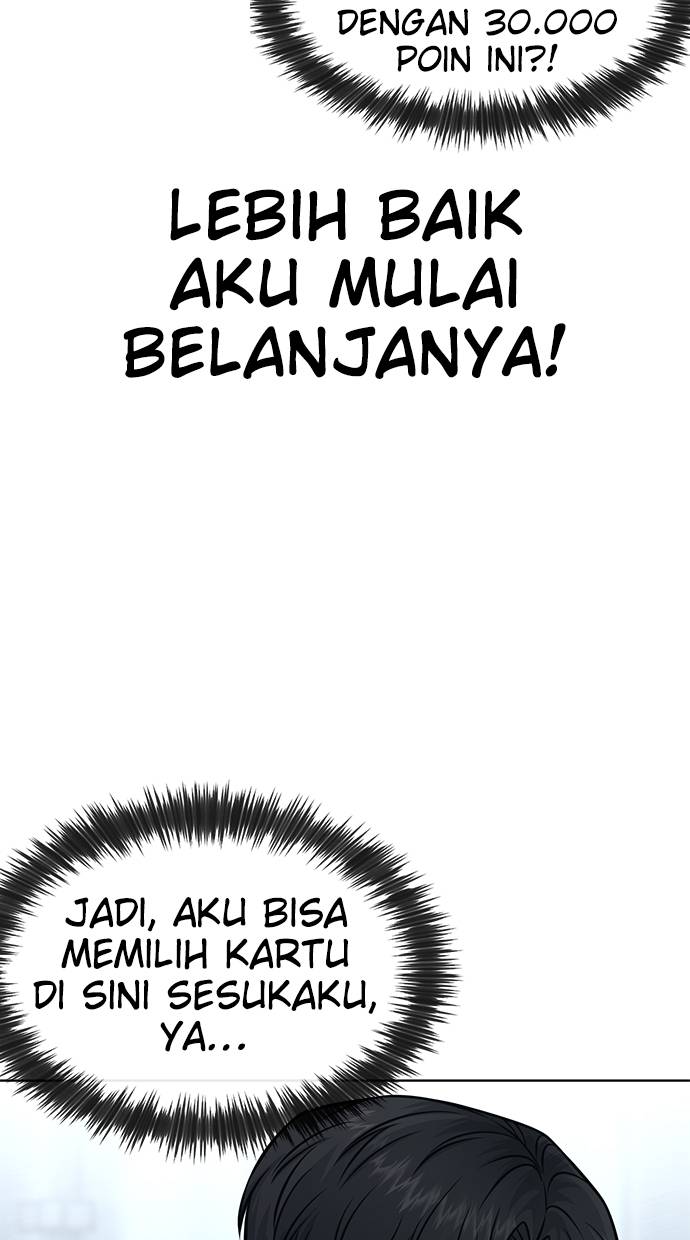 DENGAN 30.000
POIN INI?!
LEBIH BAIK
AKU MULAI
BELANJANYA!
JADI, AKU BISA
MEMILIH KARTU
DI SINI SESUKAKU,
YA...